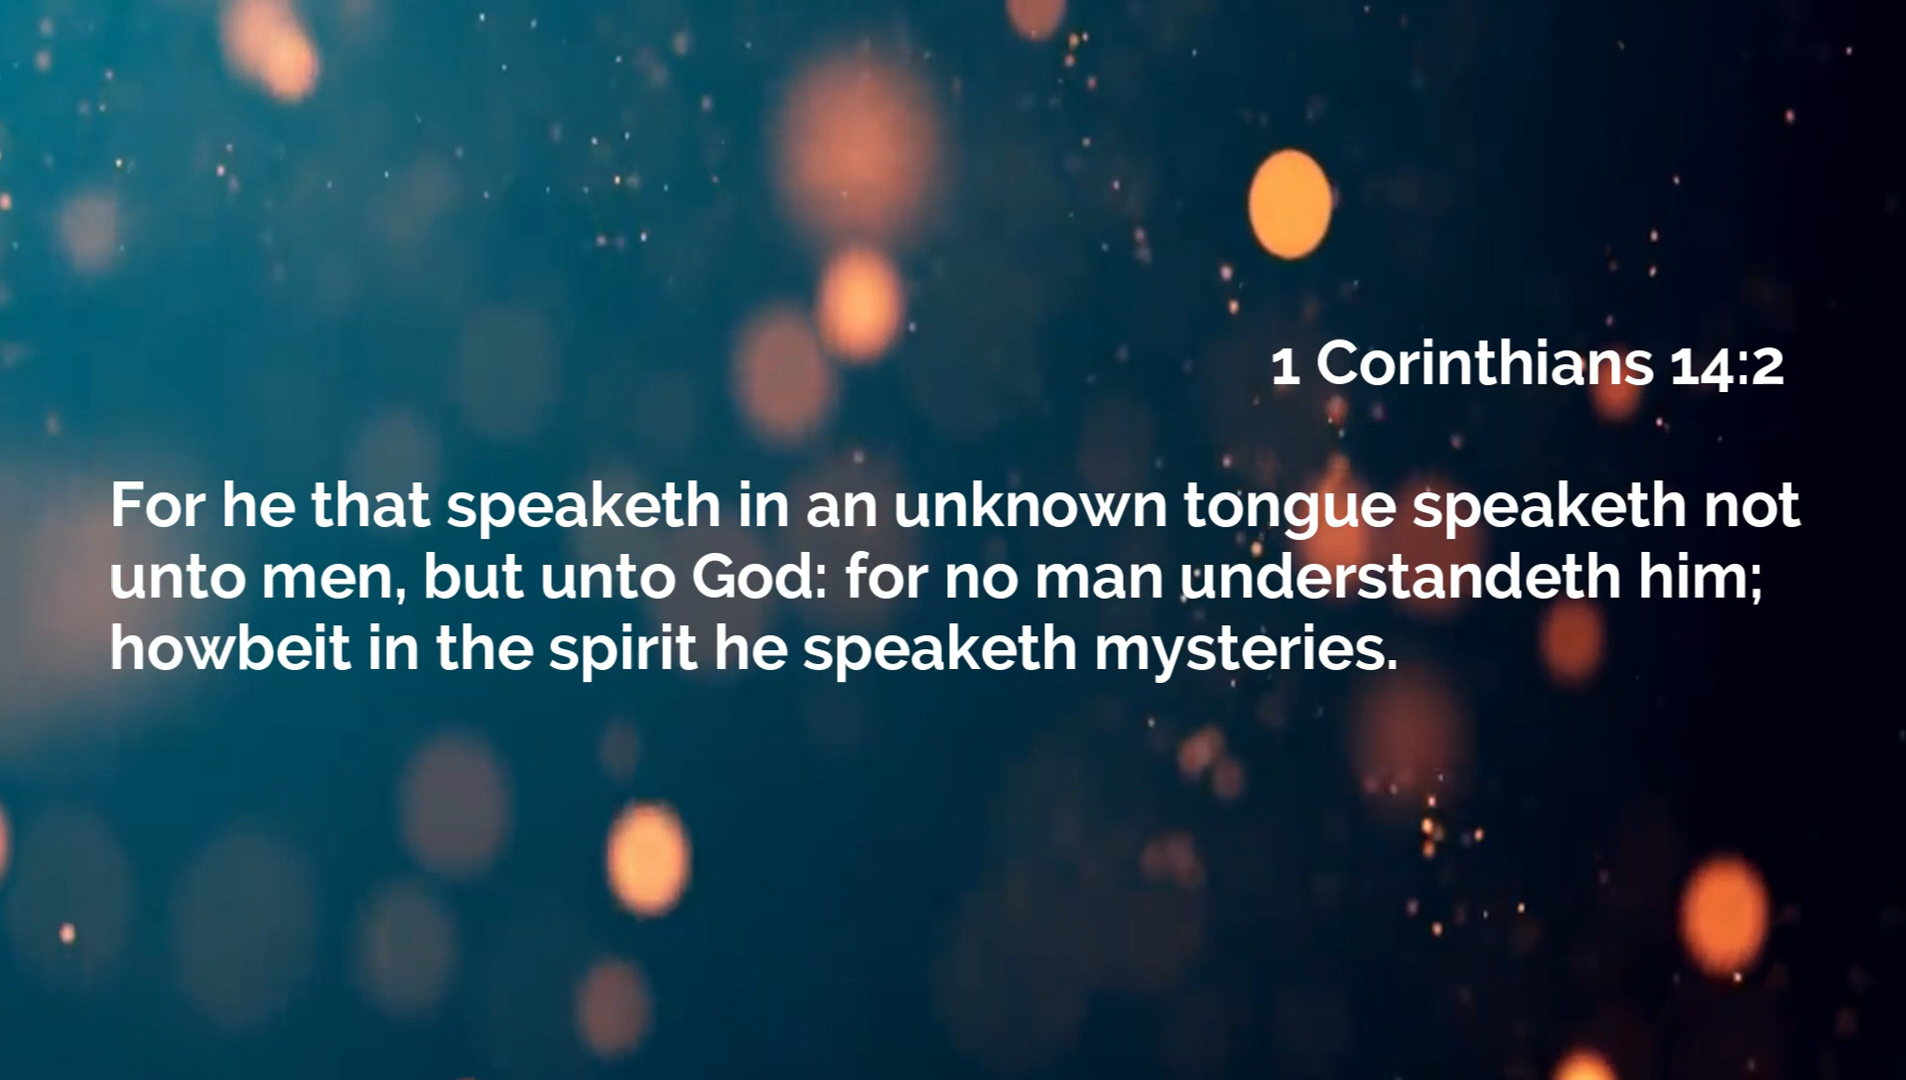 1 Corinthians 14:2
For he that speaketh in an unknown tongue speaketh not
unto men, but unto God: for no man understandeth him;
howbeit in the spirit he speaketh mysteries.